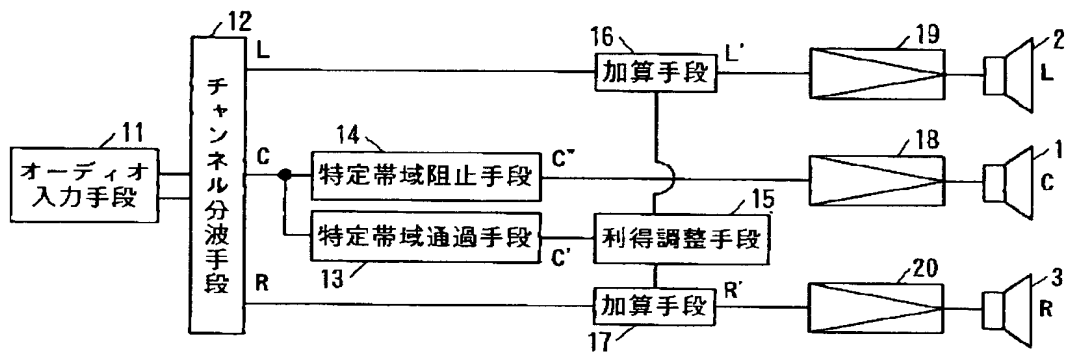 12
L
16
L'
19
2
L
加算手段
11
オーディオ
入力手段
チャンネル分波手段
C
14
特定帯域阻止手段
C"
18
1
C
15
特定帯域通過手段
13
C'
利得調整手段
R
加算手段
17
R'
20
3
R